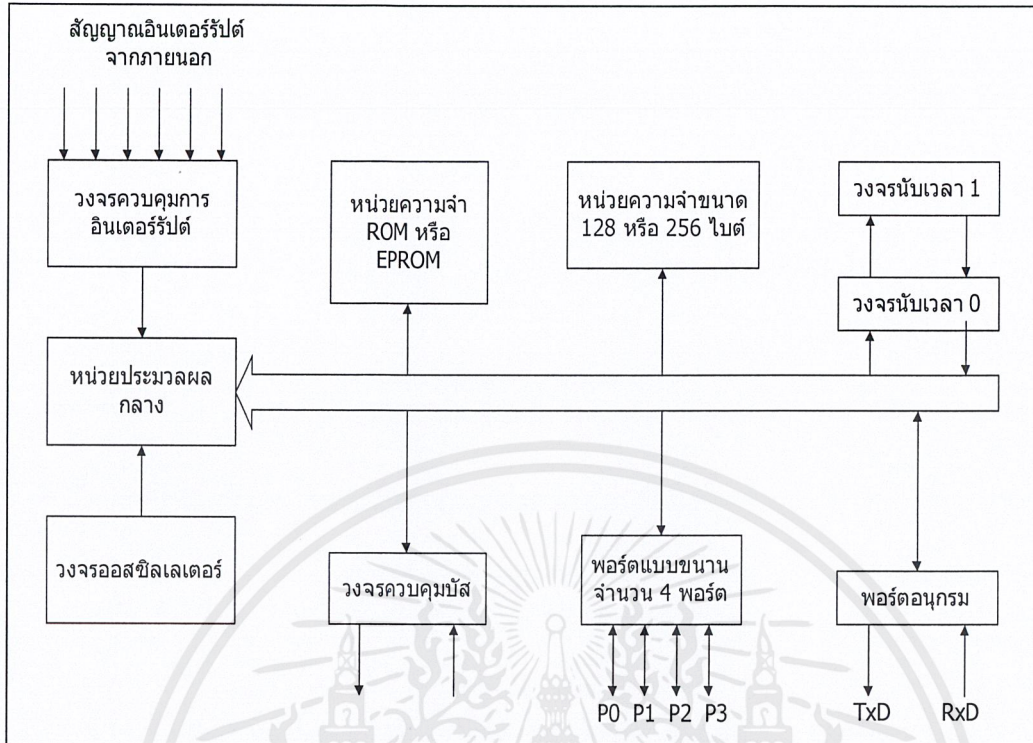 สัญญาณอินเตอร์รัปต์
จากภายนอก
วงจรควบคุมการ
อินเตอร์รัปต์
หน่วยความจำ
ROM หรือ
EPROM
หน่วยความจำขนาด
128 หรือ 256 ไบต์
วงจรนับเวลา 1
วงจรนับเวลา 0
หน่วยประมวลผล
กลาง
วงจรออสซิลเลเตอร์
วงจรควบคุมบัส
พอร์ตแบบขนาน
จำนวน 4 พอร์ต
พอร์ตอนุกรม
P0 P1 P2 P3
TxD RxD